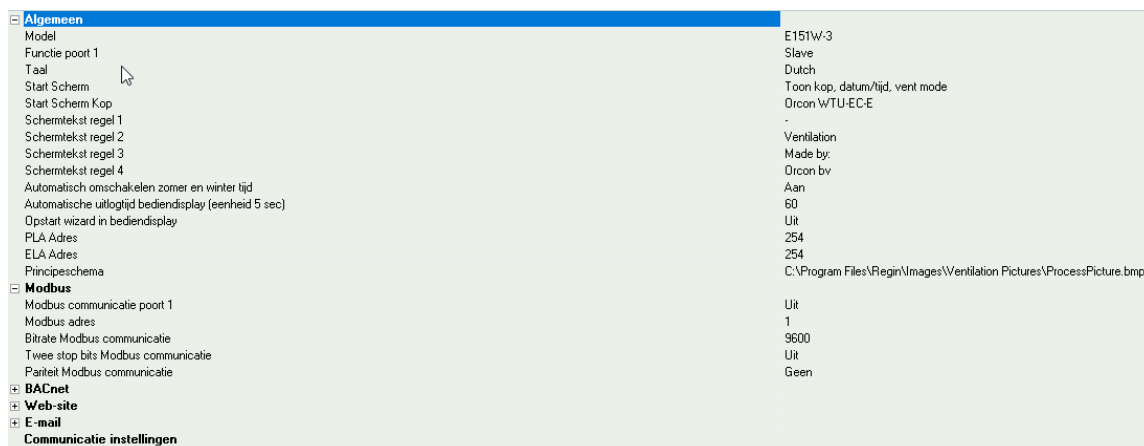 Algemeen
Model E151W-3
Functie poort 1 Slave
Taal Dutch
Start Scherm Toon kop, datum/tijd, vent mode
Start Scherm Kop Orcon WTU-EC-E
Schermtekst regel 1 -
Schermtekst regel 2 Ventilation
Schermtekst regel 3 Made by:
Schermtekst regel 4 Orcon bv
Automatisch omschakelen zomer en winter tijd Aan
Automatische uitlogtijd bediendisplay (eenheid 5 sec) 60
Opstart wizard in bediendisplay Uit
PLA Adres 254
ELA Adres 254
Principeschema C:\Program Files\Regin\Images\Ventilation Pictures\ProcessPicture.bmp
Modbus
Modbus communicatie poort 1 Uit
Modbus adres 1
Bitrate Modbus communicatie 9600
Twee stop bits Modbus communicatie Uit
Pariteit Modbus communicatie Geen
BACnet
Web-site
E-mail
Communicatie instellingen